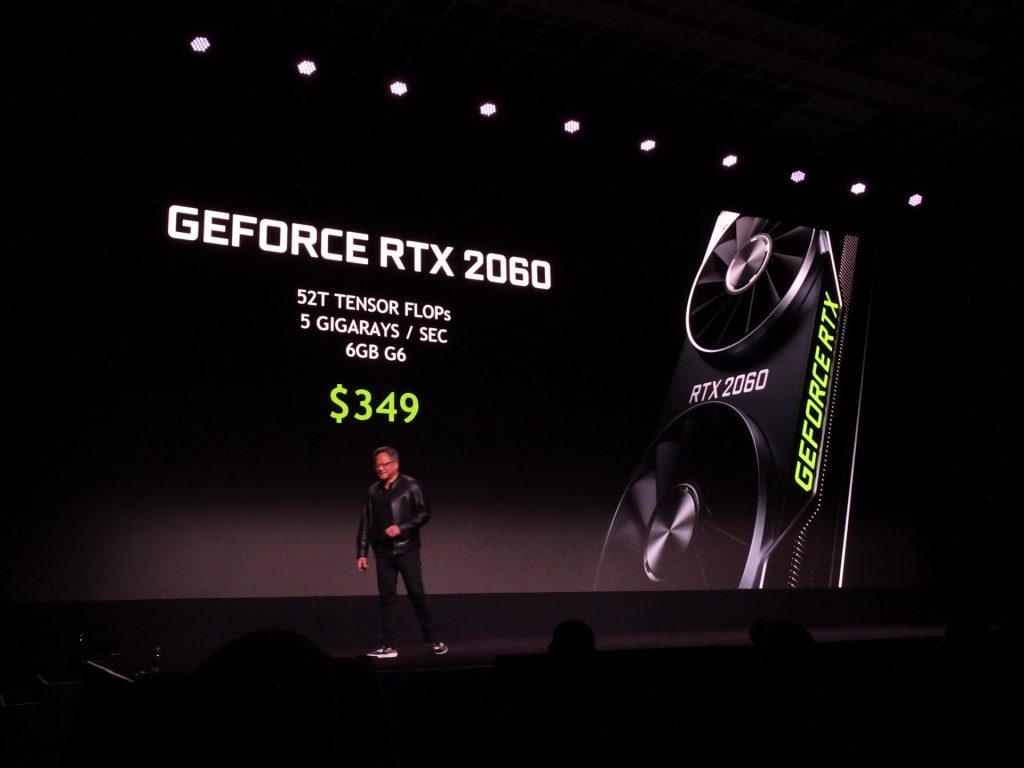 GEFORCE RTX 2060
52T TENSOR FLOPs
5 GIGARAYS / SEC
6GB G6
$349
RTX 2060
GEFORCE RTX